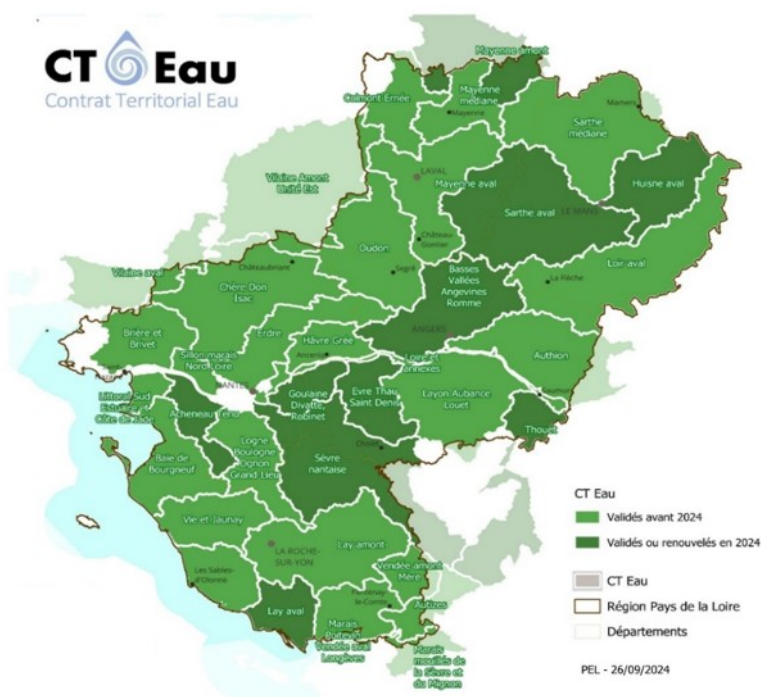 CT Eau
Contrat Territorial Eau
Mayenne amont
Colmont Ernée
Mayenne
médiane
Mayenne
Mamers
Sarthe
médiane
Vilaine Amont
Unité Est
LAVAL
Mayenne aval
Huisne aval
Sarthe aval
LE MANS
Oudon
Château-
Gontier
Segré
Vilaine aval
Châteaubriant
Chère Don
Isac
Basses
Vallées
Angevines
Romme
Loir aval
La Flèche
Brière et
Brivet
Erdre
Hâvre Grée
ANGERS
Sillon marais
Nord Loire
Ancenis
Loire et
annexes
Authion
NANTES
Littoral Sud
Estuaire et
Côte de Jade
Acheneau Tenu
Goulaine
Divatte,
Robinet
Evre Thau
Saint Denis
Layon Aubance
Louet
Saumur
Thouet
Cholet
Baie de
Bourgneuf
Logne
Boulogne
Ognon
Grand Lieu
Sèvre
nantaise
Vie et Jaunay
LA ROCHE-
SUR-YON
Lay amont
Les Sables-
d'Olonne
Vendée amont
Mère
Fontenay-
le-Comte
Lay aval
Autizes
Marais
Poitevin
Vendée aval
Longèves
Marais
mouillés de
la Sèvre et
du Mignon
CT Eau
Validés avant 2024
Validés ou renouvelés en 2024
CT Eau
Région Pays de la Loire
Départements
PEL - 26/09/2024